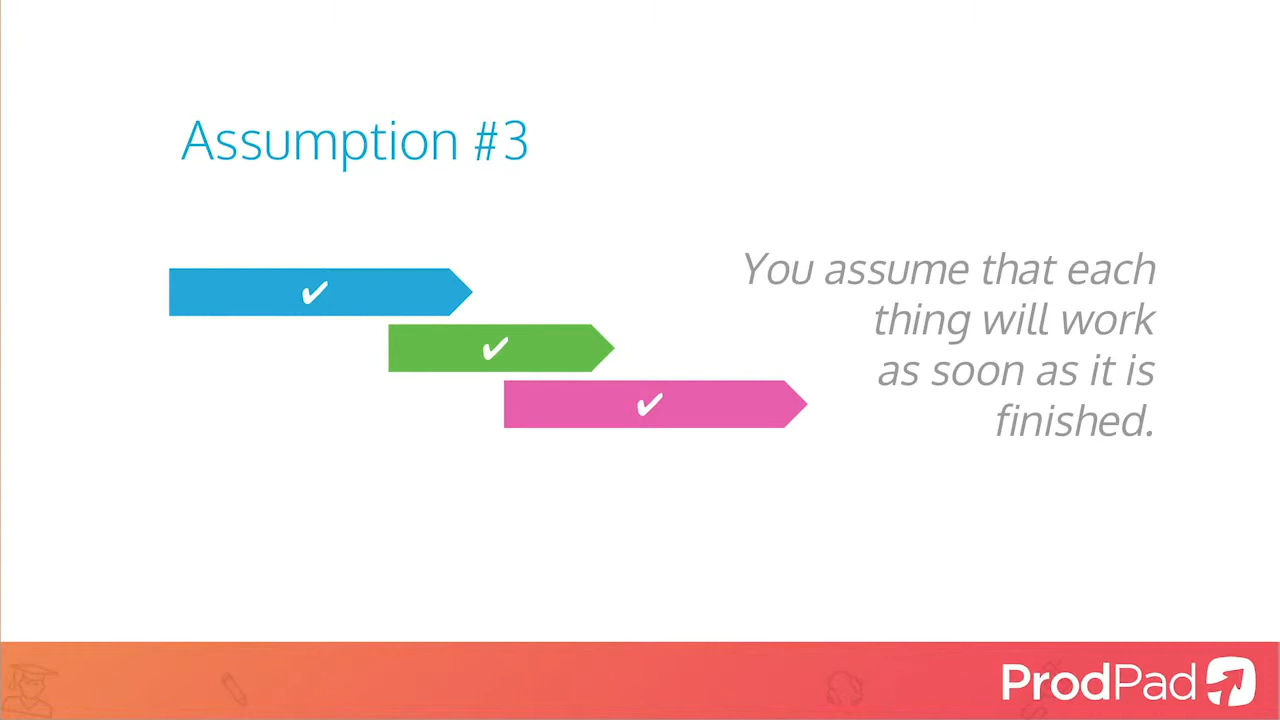 Assumption #3
You assume that each
thing will work
as soon as it is
finished.
ProdPad